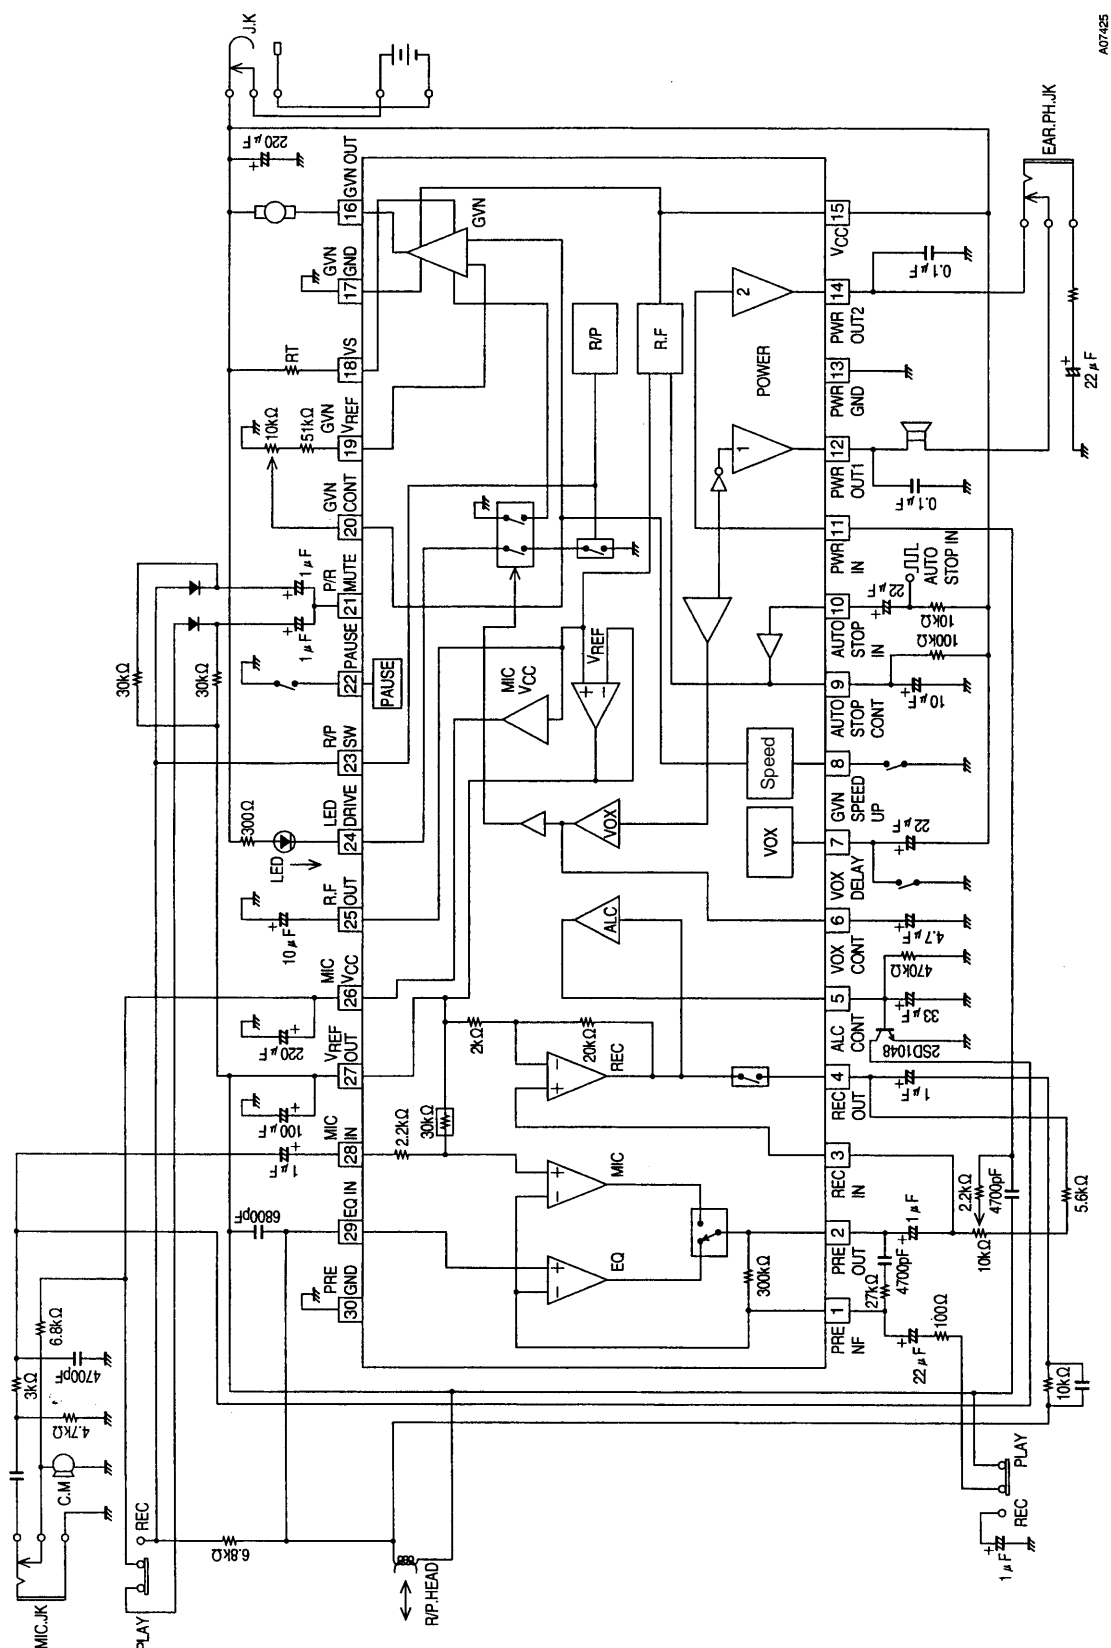 MIC.JK
PLAY
REC
C.M
4.7kΩ
3kΩ
4700pF
6.8kΩ
6.8kΩ
R/P.HEAD
30kΩ
30kΩ
1μF
6800pF
100μF
220μF
10μF
LED
300Ω
1μF
1μF
10kΩ
51kΩ
RT
220μF
J.K
30
PRE
GND
29
EQ IN
28
MIC
IN
27
VREF
OUT
26
MIC
VCC
25
R.F
OUT
24
LED
DRIVE
23
R/P
SW
22
PAUSE
21
P/R
MUTE
20
GVN
CONT
19
GVN
VREF
18
VS
17
GVN
GND
16
GVN OUT
2.2kΩ
30kΩ
2kΩ
20kΩ
EQ
MIC
REC
ALC
VOX
MIC
VCC
PAUSE
VREF
+
−
R/P
R.F
GVN
300kΩ
VOX
Speed
POWER
1
2
1
PRE
NF
2
PRE
OUT
3
REC
IN
4
REC
OUT
5
ALC
CONT
6
VOX
CONT
7
VOX
DELAY
8
GVN
SPEED
UP
9
AUTO
STOP
CONT
10
AUTO
STOP
IN
11
PWR
IN
12
PWR
OUT1
13
PWR
GND
14
PWR
OUT2
15
VCC
22μF
100Ω
27kΩ
4700pF
1μF
10kΩ
2.2kΩ
4700pF
5.6kΩ
1μF
2SD1048
33μF
470kΩ
4.7μF
22μF
10μF
100kΩ
10kΩ
22μF
AUTO
STOP IN
0.1μF
0.1μF
22μF
EAR.PH.JK
10kΩ
PLAY
REC
1μF
A07425